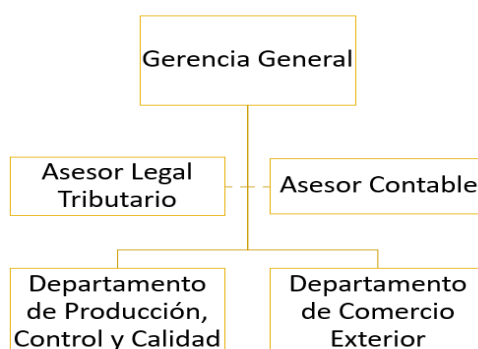 Gerencia General
Asesor Legal
Tributario
Asesor Contable
Departamento
de Producción,
Control y Calidad
Departamento
de Comercio
Exterior